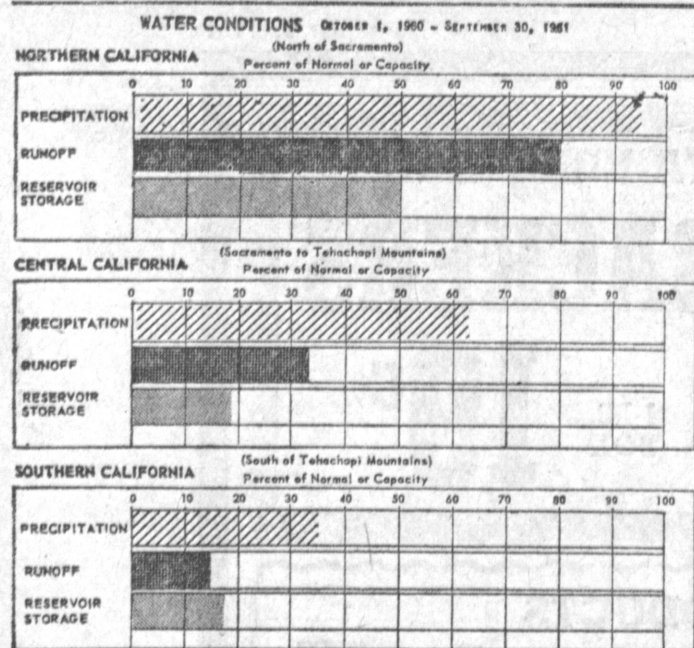 WATER CONDITIONS OCTOBER 1, 1960 - SEPTEMBER 30, 1961
(North of Sacramento)
NORTHERN CALIFORNIA
Percent of Normal or Capacity
0 10 20 30 40 50 60 70 80 90 100
PRECIPITATION
RUNOFF
RESERVOIR
STORAGE
(Sacramento to Tehachapi Mountains)
CENTRAL CALIFORNIA
Percent of Normal or Capacity
0 10 20 30 40 50 60 70 80 90 100
PRECIPITATION
RUNOFF
RESERVOIR
STORAGE
(South of Tehachapi Mountains)
SOUTHERN CALIFORNIA
Percent of Normal or Capacity
0 10 20 30 40 50 60 70 80 90 100
PRECIPITATION
RUNOFF
RESERVOIR
STORAGE